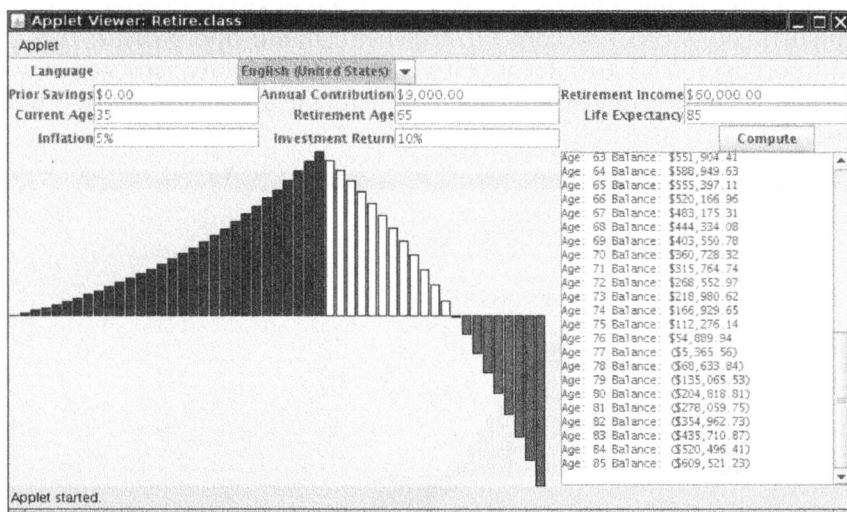 Applet Viewer: Retire.class
Applet
Language English (United States)
Prior Savings $0.00 Annual Contribution $9,000.00 Retirement Income $60,000.00
Current Age 35 Retirement Age 65 Life Expectancy 85
Inflation 5% Investment Return 10% Compute
Age: 63 Balance: $551,904.41
Age: 64 Balance: $588,949.63
Age: 65 Balance: $555,397.11
Age: 66 Balance: $520,166.96
Age: 67 Balance: $483,175.31
Age: 68 Balance: $444,334.08
Age: 69 Balance: $403,550.78
Age: 70 Balance: $360,728.32
Age: 71 Balance: $315,764.74
Age: 72 Balance: $268,552.97
Age: 73 Balance: $218,980.62
Age: 74 Balance: $166,929.65
Age: 75 Balance: $112,276.14
Age: 76 Balance: $54,889.94
Age: 77 Balance: ($5,365.56)
Age: 78 Balance: ($68,633.84)
Age: 79 Balance: ($135,065.53)
Age: 80 Balance: ($204,818.81)
Age: 81 Balance: ($278,059.75)
Age: 82 Balance: ($354,962.73)
Age: 83 Balance: ($435,710.87)
Age: 84 Balance: ($520,496.41)
Age: 85 Balance: ($609,521.23)
Applet started.